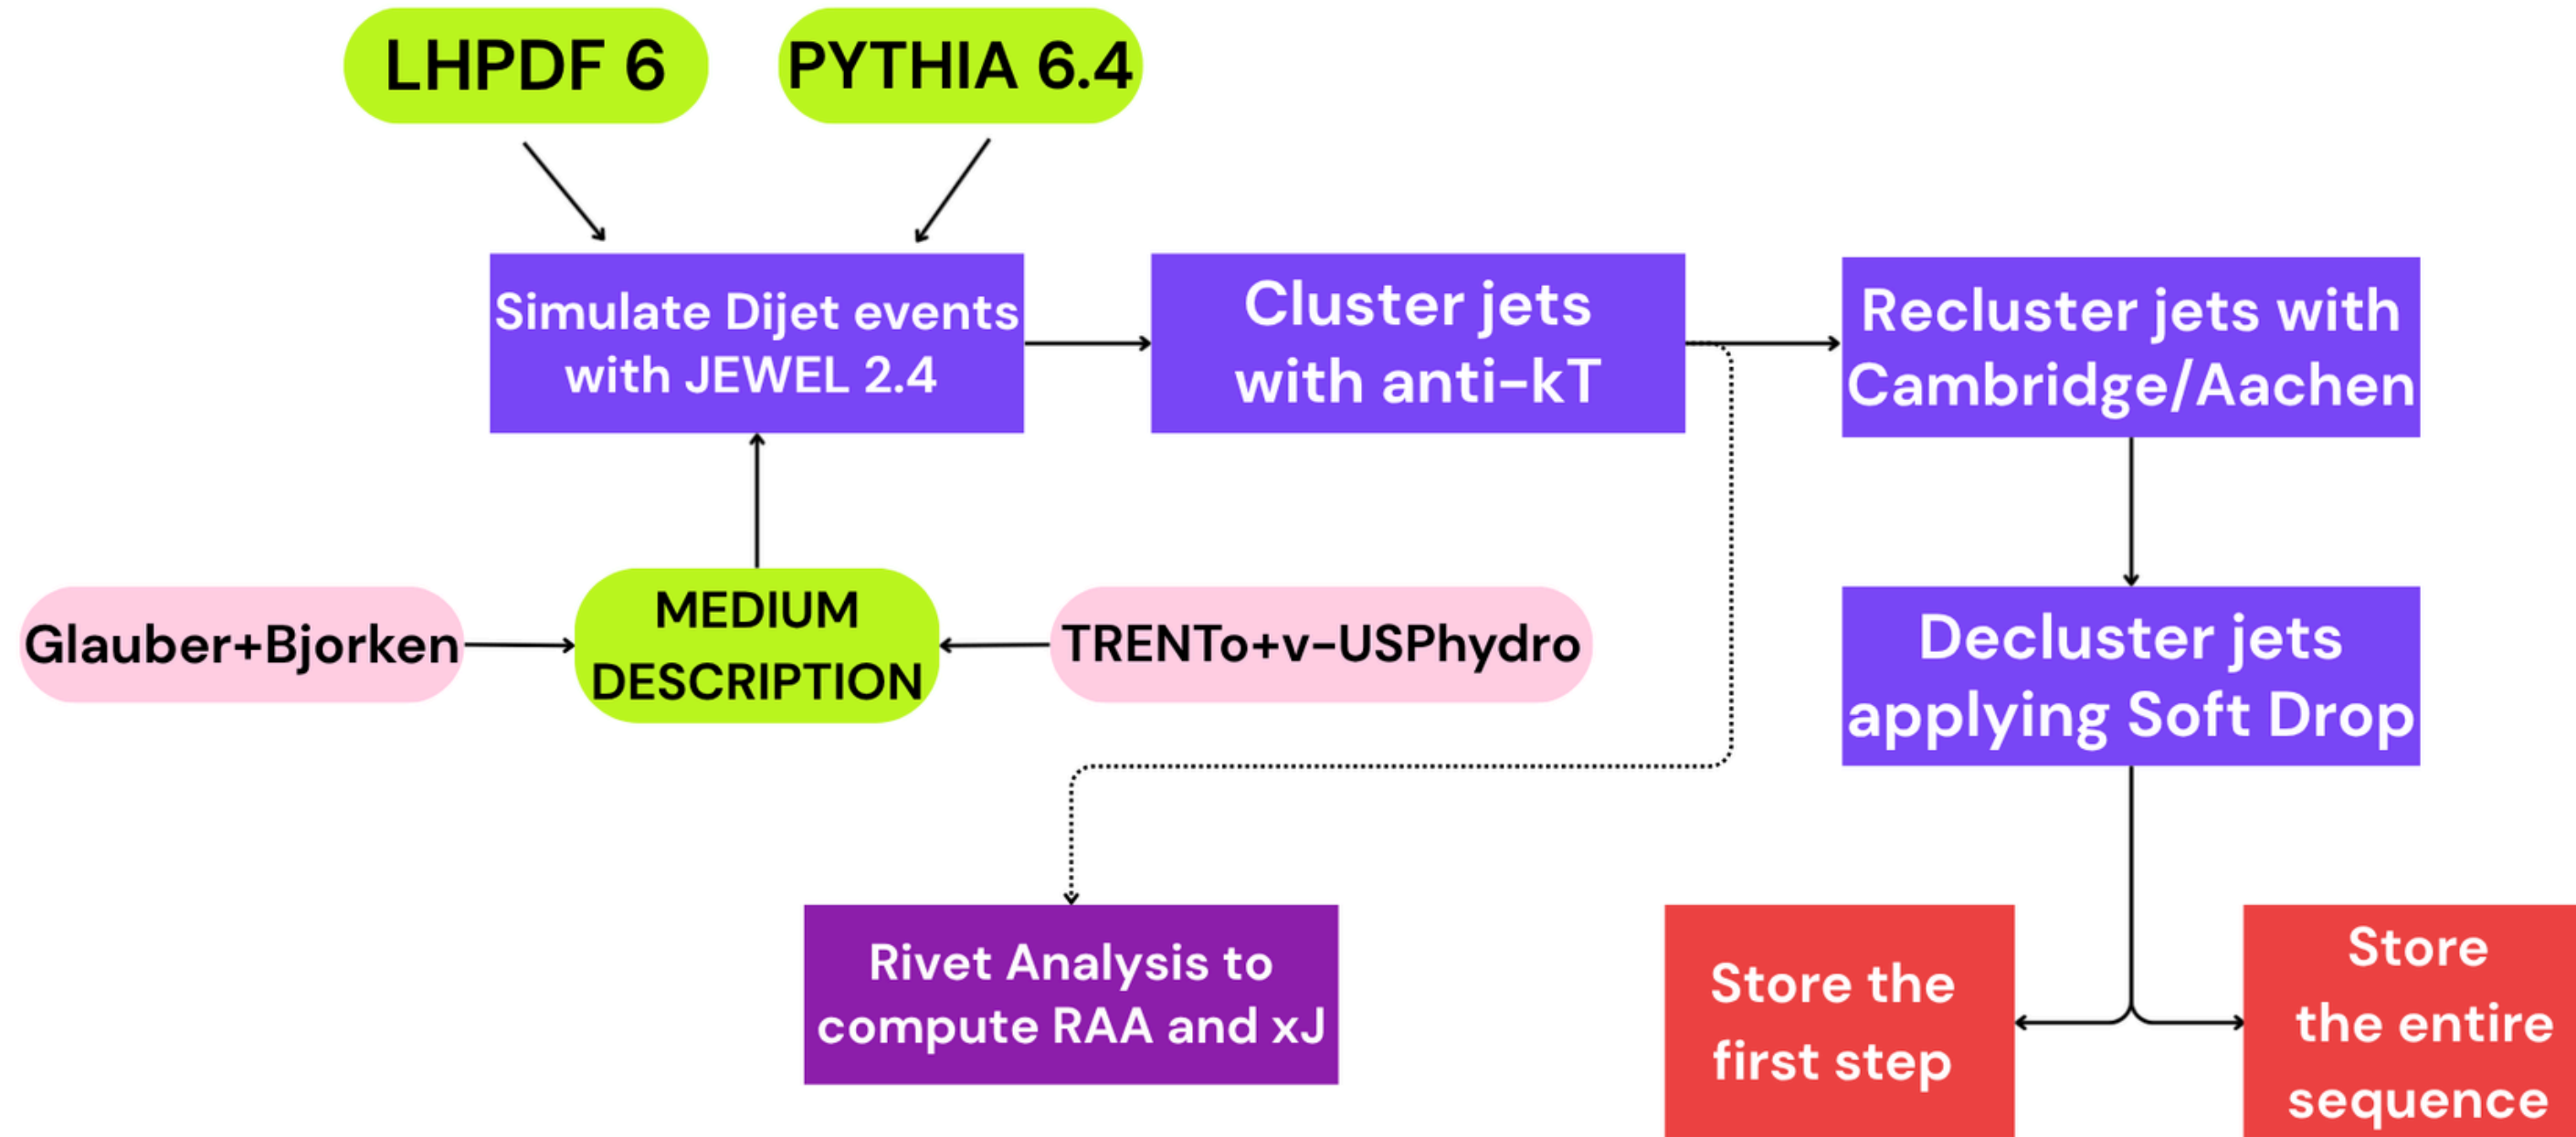 LHPDF 6
PYTHIA 6.4
Simulate Dijet events
with JEWEL 2.4
Cluster jets
with anti-kT
Recluster jets with
Cambridge/Aachen
Glauber+Bjorken
MEDIUM
DESCRIPTION
TRENTo+v-USPhydro
Decluster jets
applying Soft Drop
Rivet Analysis to
compute RAA and xJ
Store the
first step
Store
the entire
sequence